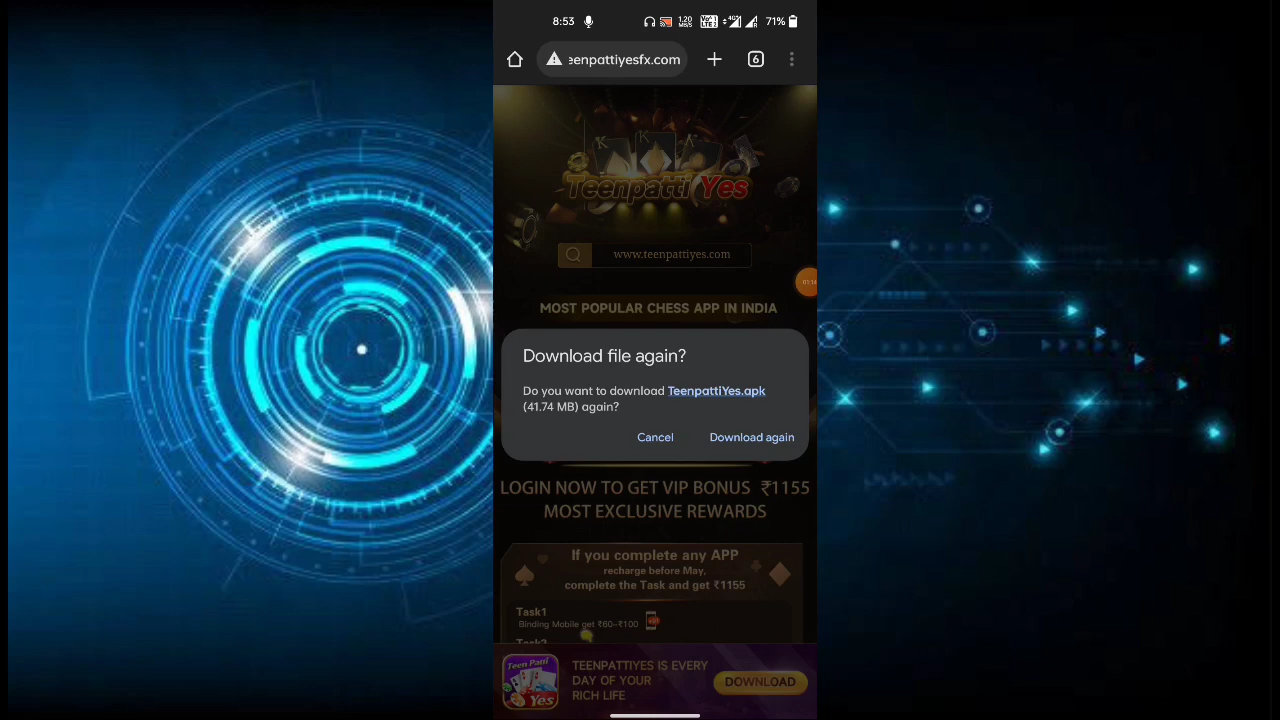 8:53
1.20
71%
eenpattiyesfx.com
6
K K A
Teenpatti Yes
www.teenpattiyes.com
MOST POPULAR CHESS APP IN INDIA
Download file again?
Do you want to download TeenpattiYes.apk
(41.74 MB) again?
Cancel Download again
LOGIN NOW TO GET VIP BONUS ₹1155
MOST EXCLUSIVE REWARDS
If you complete any APP
recharge before May,
complete the Task and get ₹1155
Task1
Binding Mobile get ₹60~₹100
Teen Patti
Yes
TEENPATTIYES IS EVERY
DAY OF YOUR
RICH LIFE
DOWNLOAD